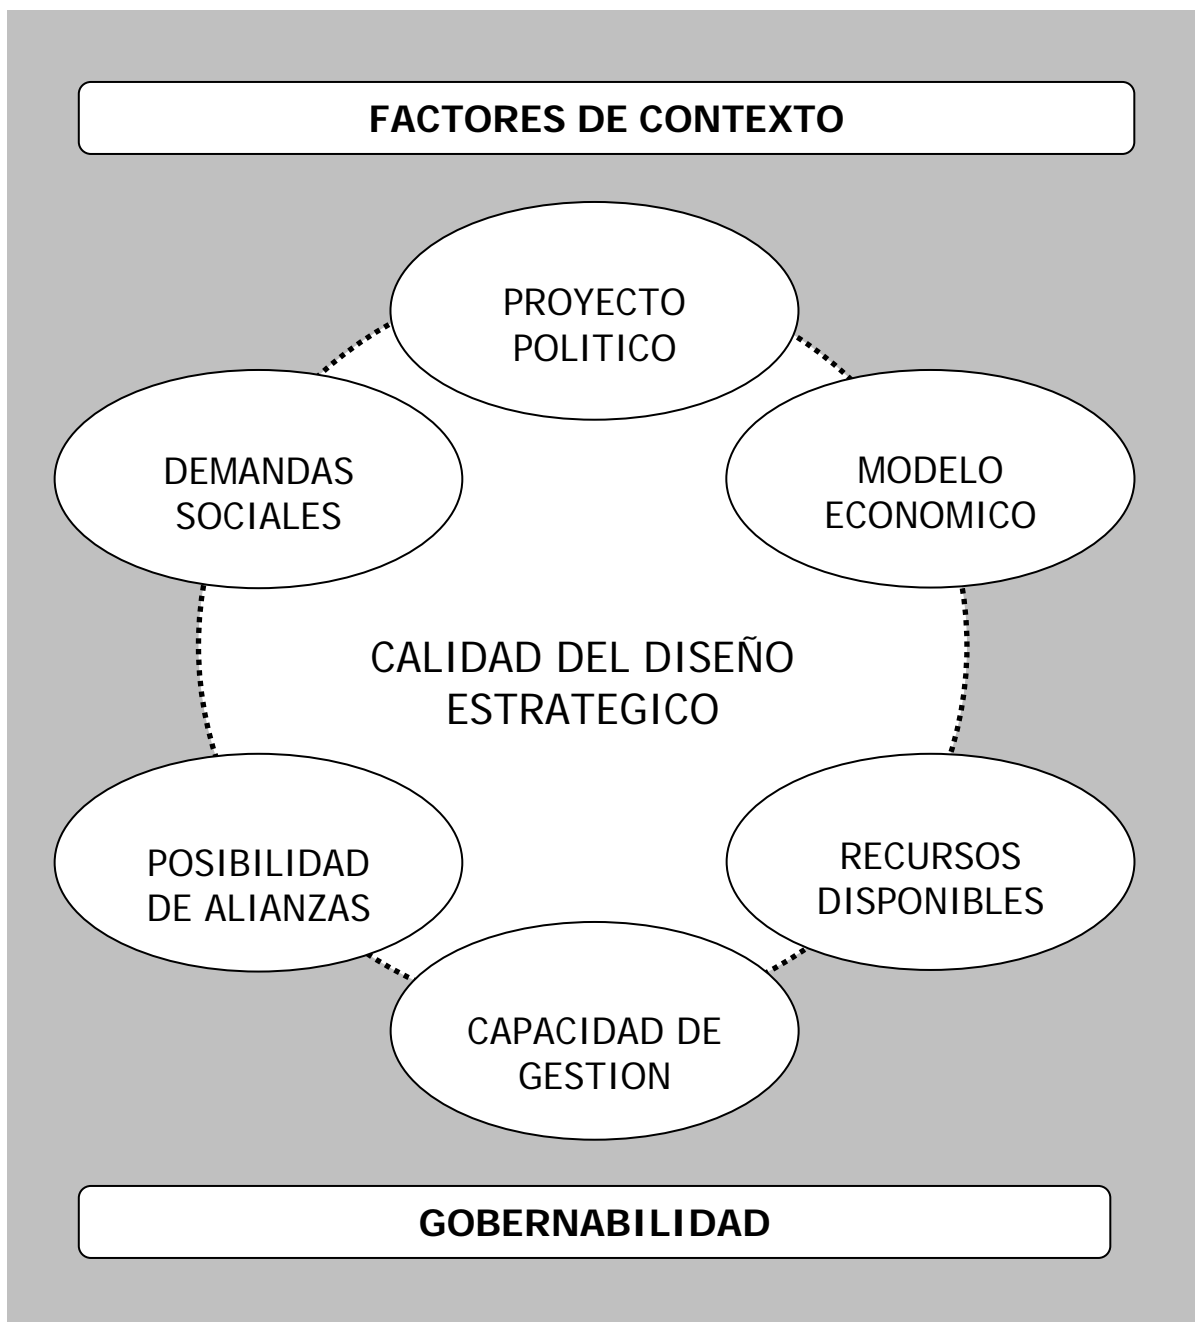 FACTORES DE CONTEXTO
PROYECTO
POLITICO
DEMANDAS
SOCIALES
MODELO
ECONOMICO
CALIDAD DEL DISEÑO
ESTRATEGICO
POSIBILIDAD
DE ALIANZAS
RECURSOS
DISPONIBLES
CAPACIDAD DE
GESTION
GOBERNABILIDAD